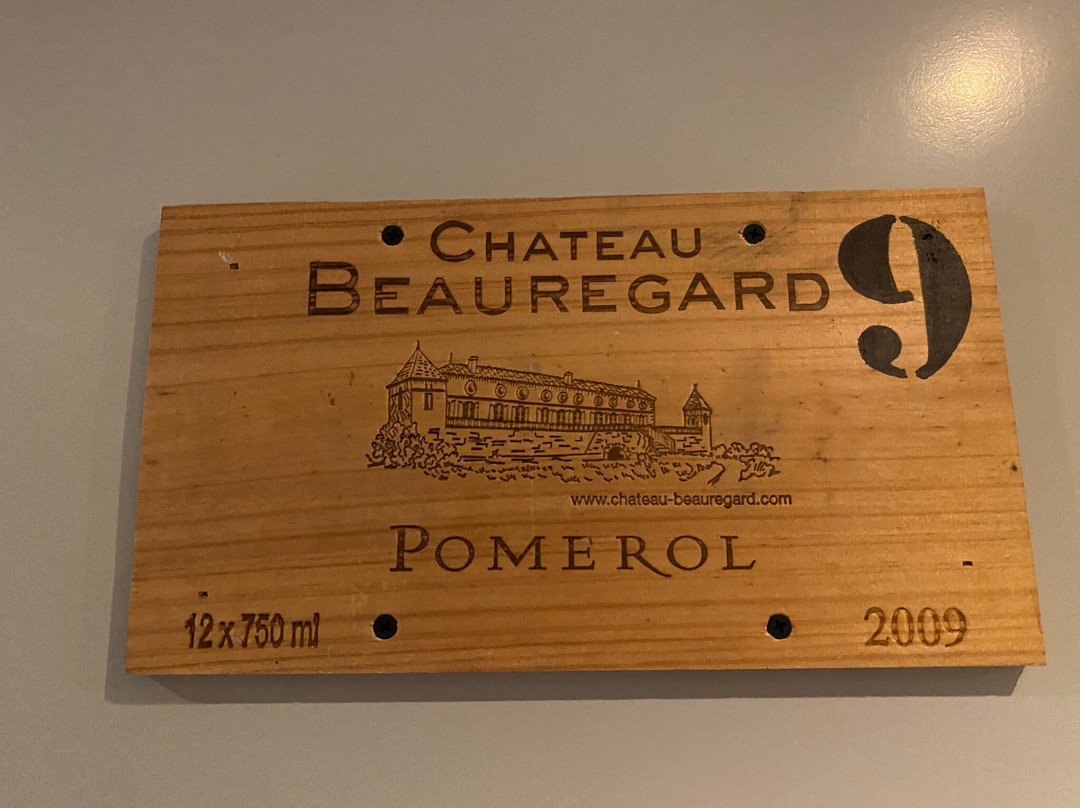 CHATEAU
BEAUREGARD
9
www.chateau-beauregard.com
POMEROL
12 x 750 ml
2009